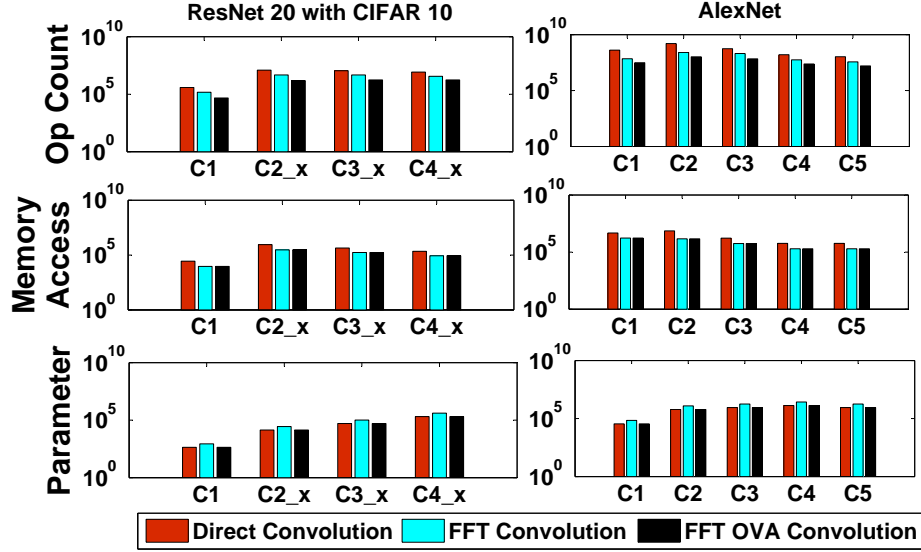 ResNet 20 with CIFAR 10
AlexNet
Op Count
10^10
10^5
10^0
C1 C2_x C3_x C4_x
10^10
10^5
10^0
C1 C2 C3 C4 C5
Memory
Access
10^10
10^5
10^0
C1 C2_x C3_x C4_x
10^10
10^5
10^0
C1 C2 C3 C4 C5
Parameter
10^10
10^5
10^0
C1 C2_x C3_x C4_x
10^10
10^5
10^0
C1 C2 C3 C4 C5
Direct Convolution FFT Convolution FFT OVA Convolution